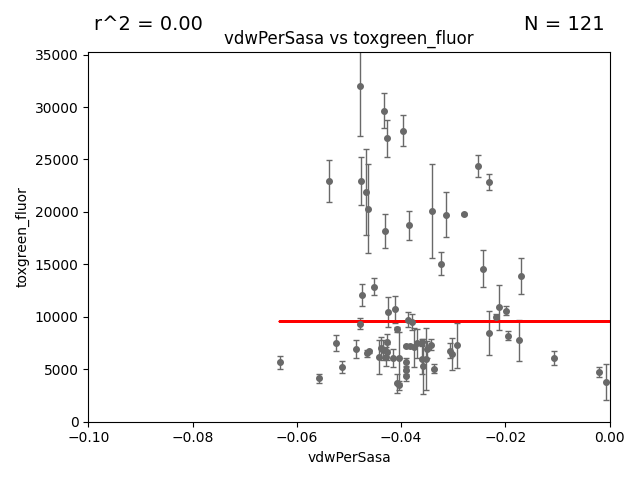 r^2 = 0.00
N = 121
vdwPerSasa vs toxgreen_fluor
35000
30000
25000
20000
15000
10000
5000
0
toxgreen_fluor
−0.10
−0.08
−0.06
−0.04
−0.02
0.00
vdwPerSasa